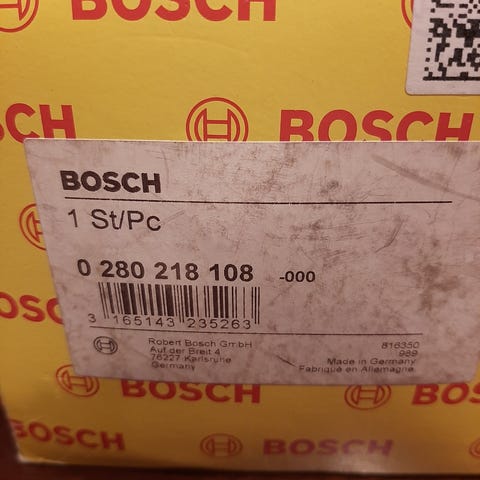 BOSCH
BOSCH
SCH
BOSCH
BOSCH
1 St/Pc
0 280 218 108 -000
3 165143 235263
Robert Bosch GmbH
Auf der Breit 4
76227 Karlsruhe
Germany
816350
989
Made in Germany
Fabriqué en Allemagne
BOSCH
BOSCH
BOSCH
BOSCH